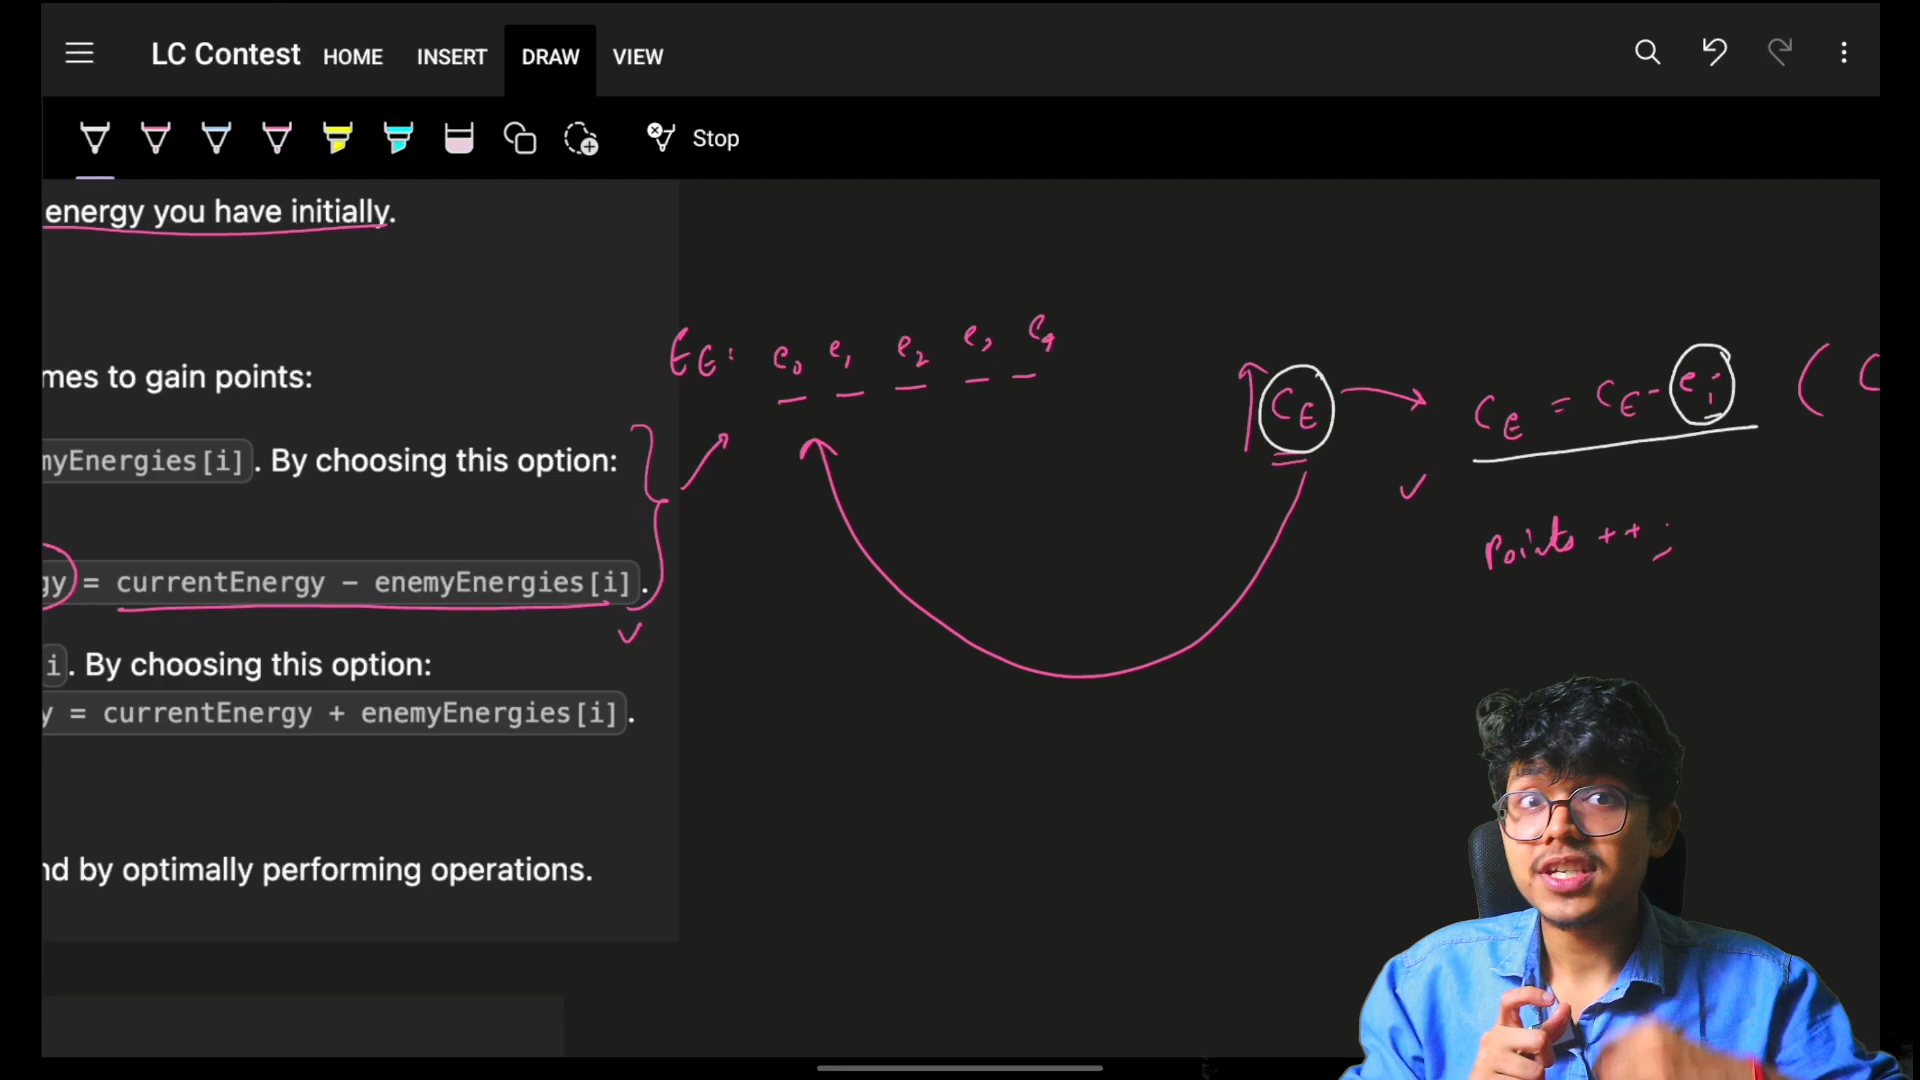 LC Contest HOME INSERT DRAW VIEW
Stop
energy you have initially.
mes to gain points:
myEnergies[i]. By choosing this option:
gy = currentEnergy - enemyEnergies[i].
i. By choosing this option:
y = currentEnergy + enemyEnergies[i].
nd by optimally performing operations.
EE: e0 e1 e2 e3 e4
CE → CE = CE - ei ( C
Points ++;